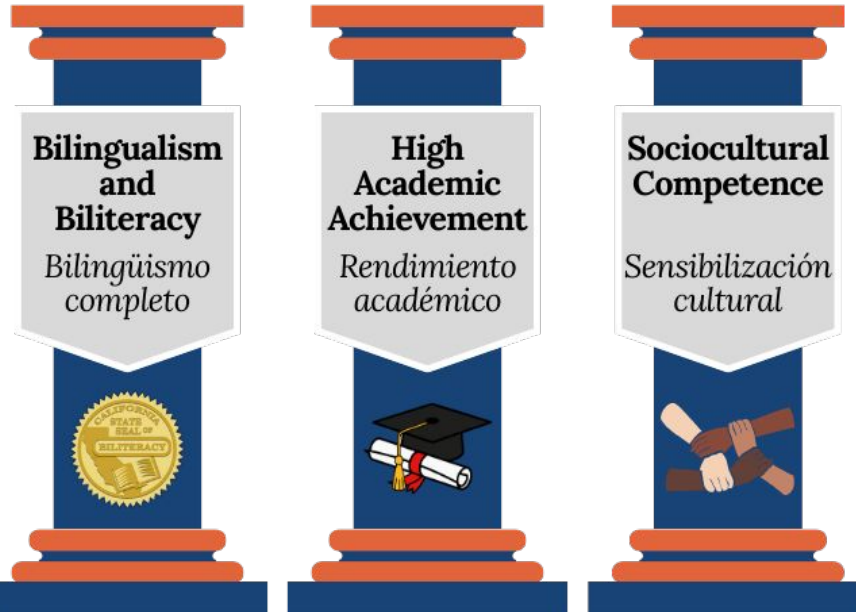 Bilingualism
and
Biliteracy
Bilingüismo
completo
CALIFORNIA
STATE
SEAL OF
BILITERACY
High
Academic
Achievement
Rendimiento
académico
Sociocultural
Competence
Sensibilización
cultural